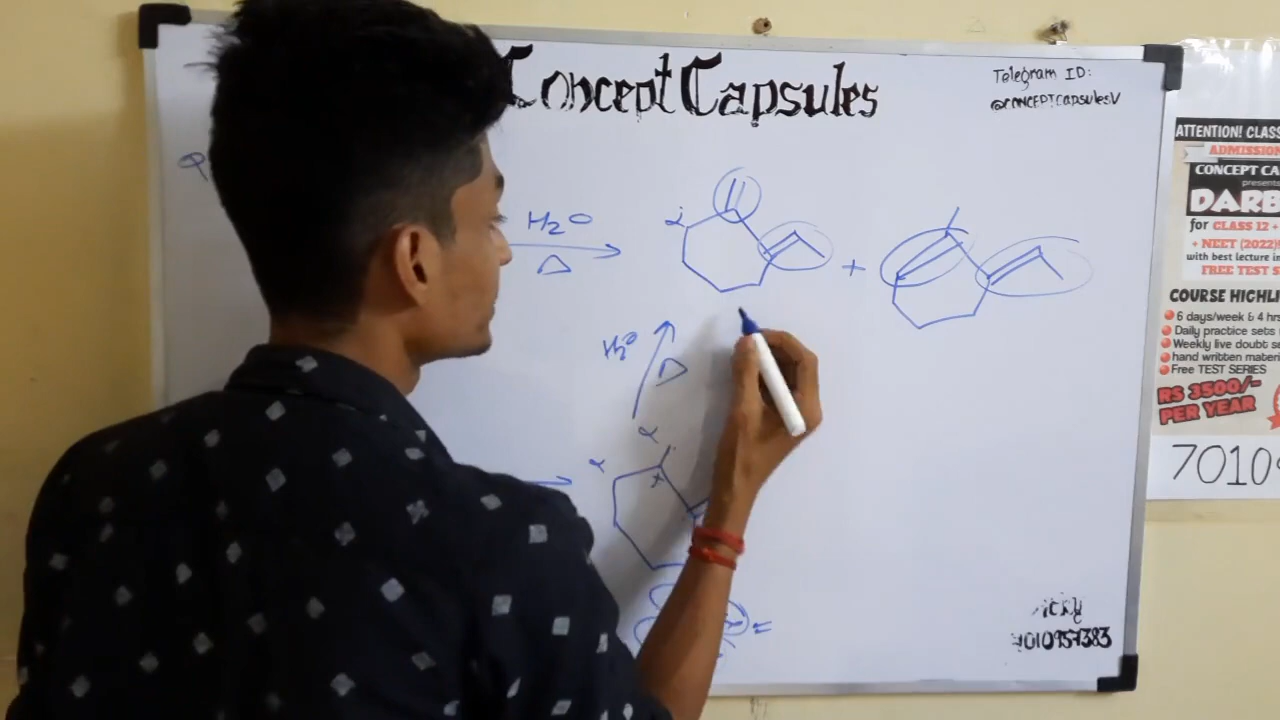 Concept Capsules
Telegram ID:
@CONCEPTCapsulesV
Q
H₂O
Δ
α
+
H₂O
Δ
α
α
+
=
7010957383
ATTENTION! CLASS
ADMISSION
CONCEPT CA
presents
DARB
for CLASS 12 +
+ NEET (2022)
with best lecture in
FREE TEST S
COURSE HIGHLI
6 days/week & 4 hrs
Daily practice sets
Weekly live doubt se
hand written materi
Free TEST SERIES
RS 3500/-
PER YEAR
7010